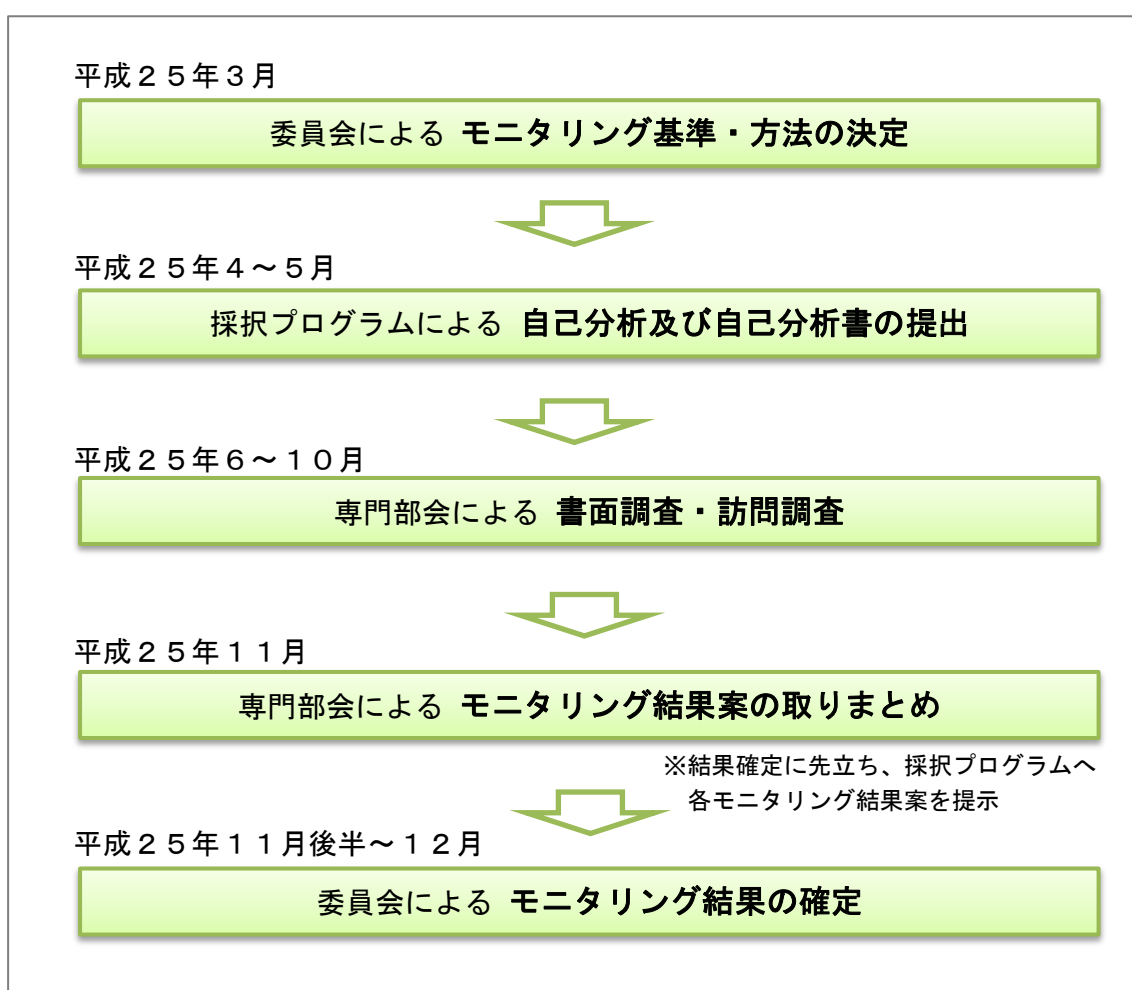 平成２５年３月
委員会による モニタリング基準・方法の決定
平成２５年４～５月
採択プログラムによる 自己分析及び自己分析書の提出
平成２５年６～１０月
専門部会による 書面調査・訪問調査
平成２５年１１月
専門部会による モニタリング結果案の取りまとめ
※結果確定に先立ち、採択プログラムへ
各モニタリング結果案を提示
平成２５年１１月後半～１２月
委員会による モニタリング結果の確定